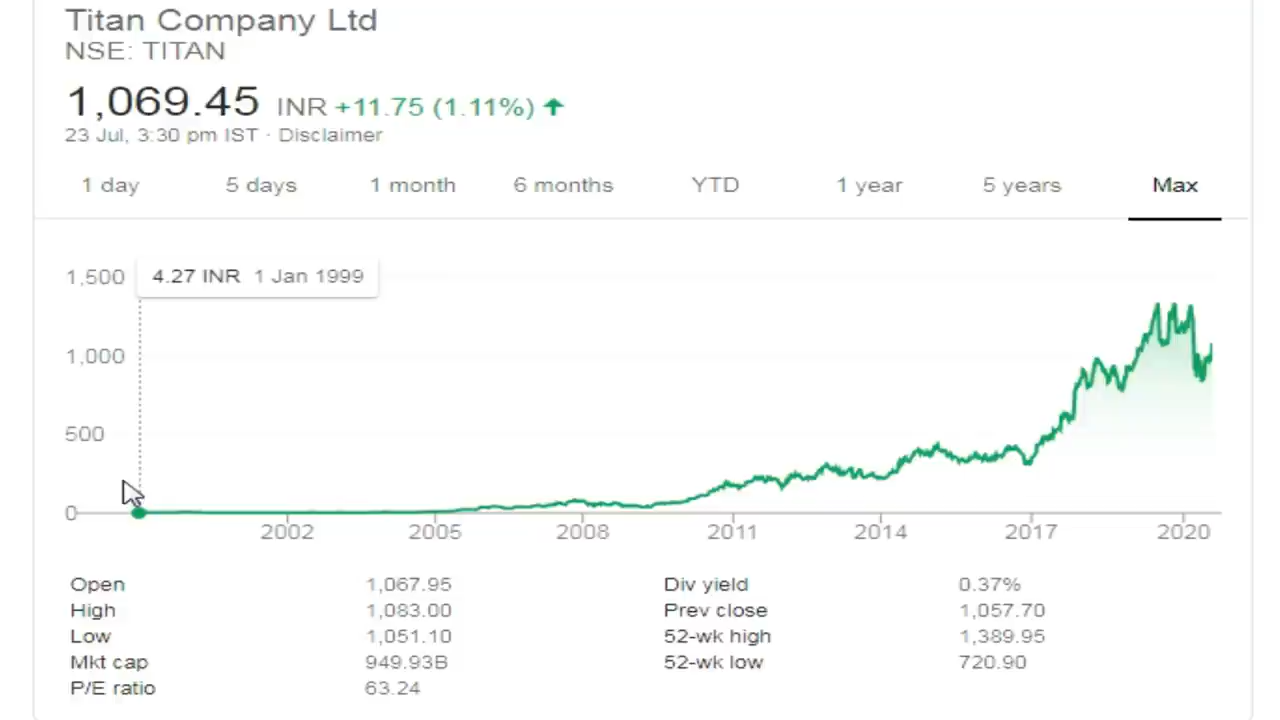 Titan Company Ltd
NSE: TITAN
1,069.45 INR +11.75 (1.11%) ↑
23 Jul, 3:30 pm IST · Disclaimer
1 day 5 days 1 month 6 months YTD 1 year 5 years Max
1,500 4.27 INR 1 Jan 1999
1,000
500
0
2002 2005 2008 2011 2014 2017 2020
Open 1,067.95 Div yield 0.37%
High 1,083.00 Prev close 1,057.70
Low 1,051.10 52-wk high 1,389.95
Mkt cap 949.93B 52-wk low 720.90
P/E ratio 63.24